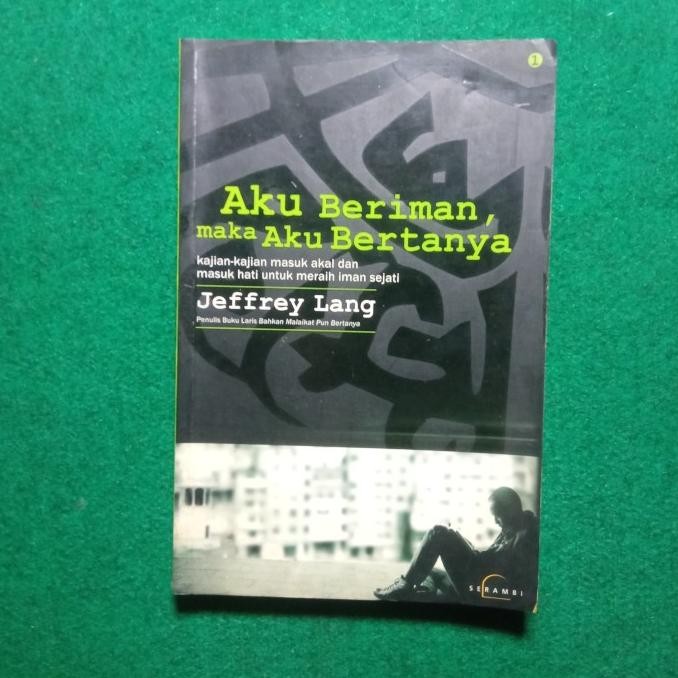 1
Aku Beriman,
maka Aku Bertanya
kajian-kajian masuk akal dan
masuk hati untuk meraih iman sejati
Jeffrey Lang
Penulis Buku Laris Bahkan Malaikat Pun Bertanya
SERAMBI